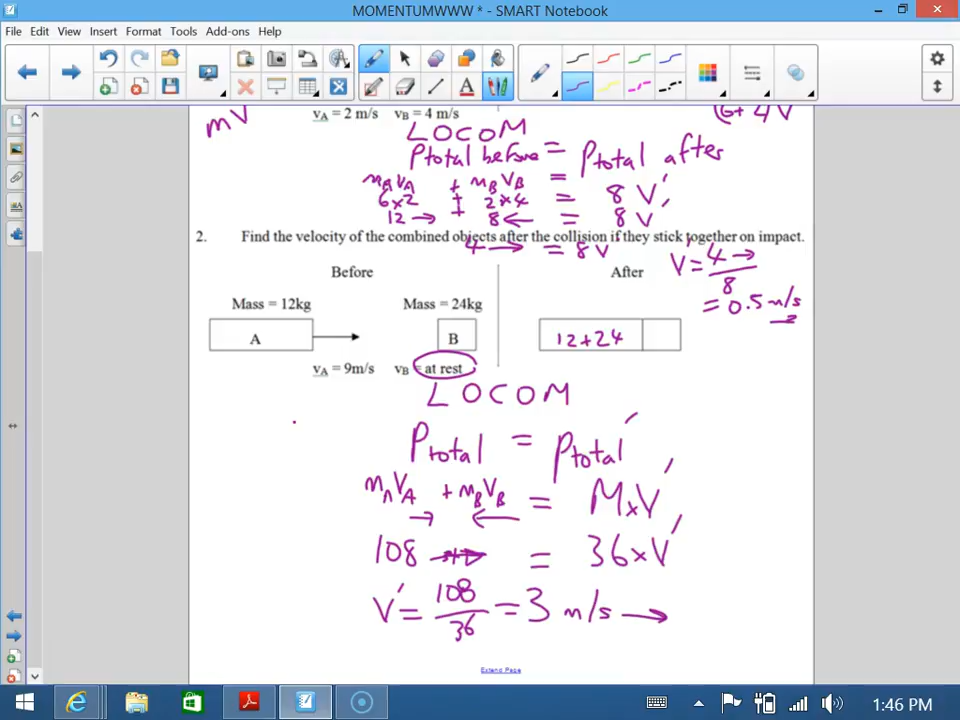 MOMENTUMWWW * - SMART Notebook
File Edit View Insert Format Tools Add-ons Help
mV
vA = 2 m/s vB = 4 m/s
LOCOM
Ptotal before = Ptotal after
mAVA + mBVB =
6×2 + 2×4 = 8 V'
12 → + 8 ← = 8 V'
2. Find the velocity of the combined objects after the collision if they stick together on impact.
4 → = 8 V
V' = 4 → / 8
= 0.5 m/s →
Before After
Mass = 12kg Mass = 24kg
A B 12+24
vA = 9m/s vB = at rest
LOCOM
Ptotal = Ptotal'
mAVA + mBVB = M×V'
→ ←
108 → = 36×V'
V' = 108/36 = 3 m/s →
Extend Page
1:46 PM